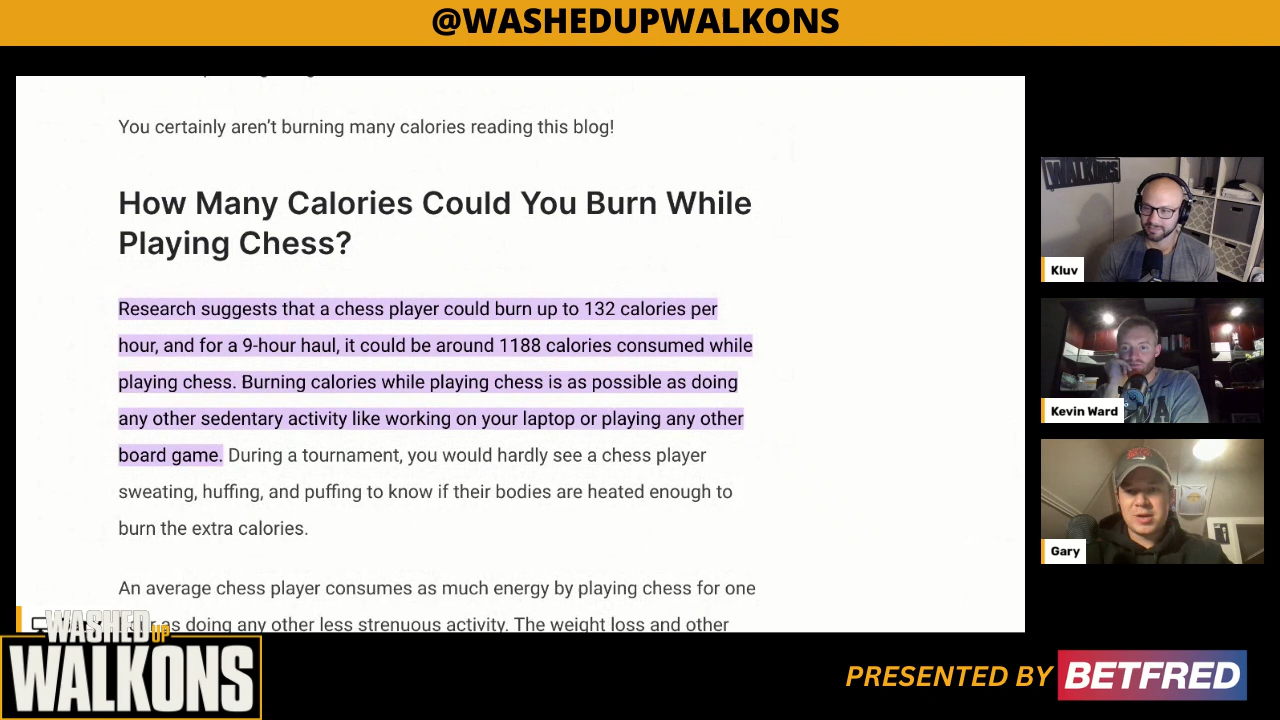 @WASHEDUPWALKONS
You certainly aren't burning many calories reading this blog!
How Many Calories Could You Burn While
Playing Chess?
Research suggests that a chess player could burn up to 132 calories per
hour, and for a 9-hour haul, it could be around 1188 calories consumed while
playing chess. Burning calories while playing chess is as possible as doing
any other sedentary activity like working on your laptop or playing any other
board game. During a tournament, you would hardly see a chess player
sweating, huffing, and puffing to know if their bodies are heated enough to
burn the extra calories.
An average chess player consumes as much energy by playing chess for one
as doing any other less strenuous activity. The weight loss and other
WALKONS
Kluv
Kevin Ward
Gary
WASHED UP
WALKONS
PRESENTED BY BETFRED